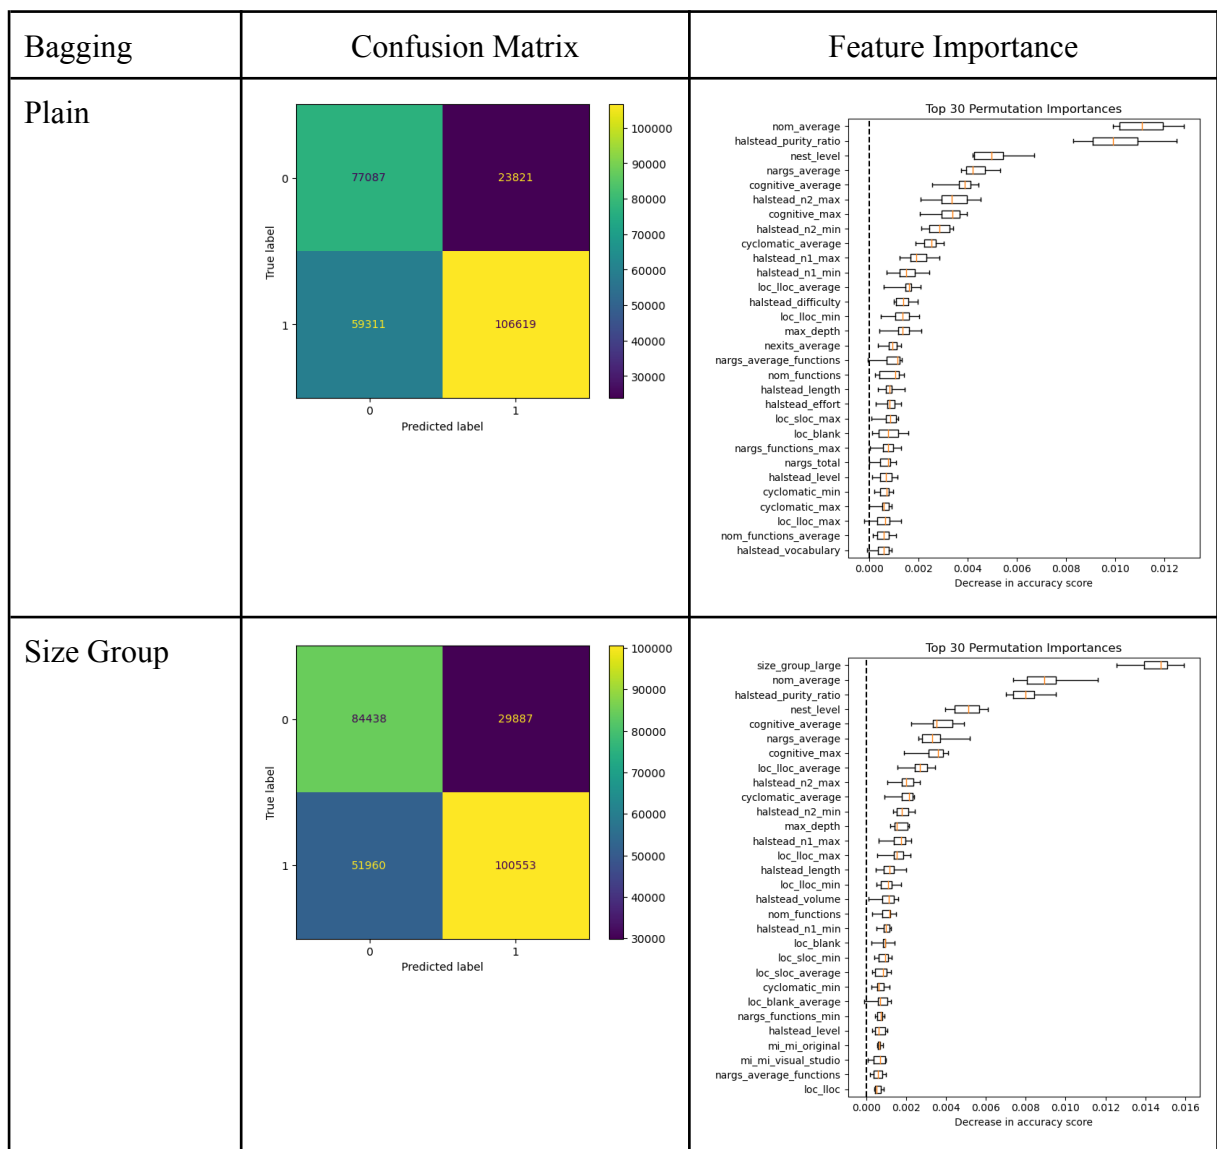 Bagging
Confusion Matrix
Feature Importance
Plain
0
1
True label
77087
23821
59311
106619
0
1
Predicted label
100000
90000
80000
70000
60000
50000
40000
30000
Top 30 Permutation Importances
nom_average
halstead_purity_ratio
nest_level
nargs_average
cognitive_average
halstead_n2_max
cognitive_max
halstead_n2_min
cyclomatic_average
halstead_n1_max
halstead_n1_min
loc_lloc_average
halstead_difficulty
loc_lloc_min
max_depth
nexits_average
nargs_average_functions
nom_functions
halstead_length
halstead_effort
loc_sloc_max
loc_blank
nargs_functions_max
nargs_total
halstead_level
cyclomatic_min
cyclomatic_max
loc_lloc_max
nom_functions_average
halstead_vocabulary
0.000 0.002 0.004 0.006 0.008 0.010 0.012
Decrease in accuracy score
Size Group
0
1
True label
84438
29887
51960
100553
0
1
Predicted label
100000
90000
80000
70000
60000
50000
40000
30000
Top 30 Permutation Importances
size_group_large
nom_average
halstead_purity_ratio
nest_level
cognitive_average
nargs_average
cognitive_max
loc_lloc_average
halstead_n2_max
cyclomatic_average
halstead_n2_min
max_depth
halstead_n1_max
loc_lloc_max
halstead_length
loc_lloc_min
halstead_volume
nom_functions
halstead_n1_min
loc_blank
loc_sloc_min
loc_sloc_average
cyclomatic_min
loc_blank_average
nargs_functions_min
halstead_level
mi_mi_original
mi_mi_visual_studio
nargs_average_functions
loc_lloc
0.000 0.002 0.004 0.006 0.008 0.010 0.012 0.014 0.016
Decrease in accuracy score